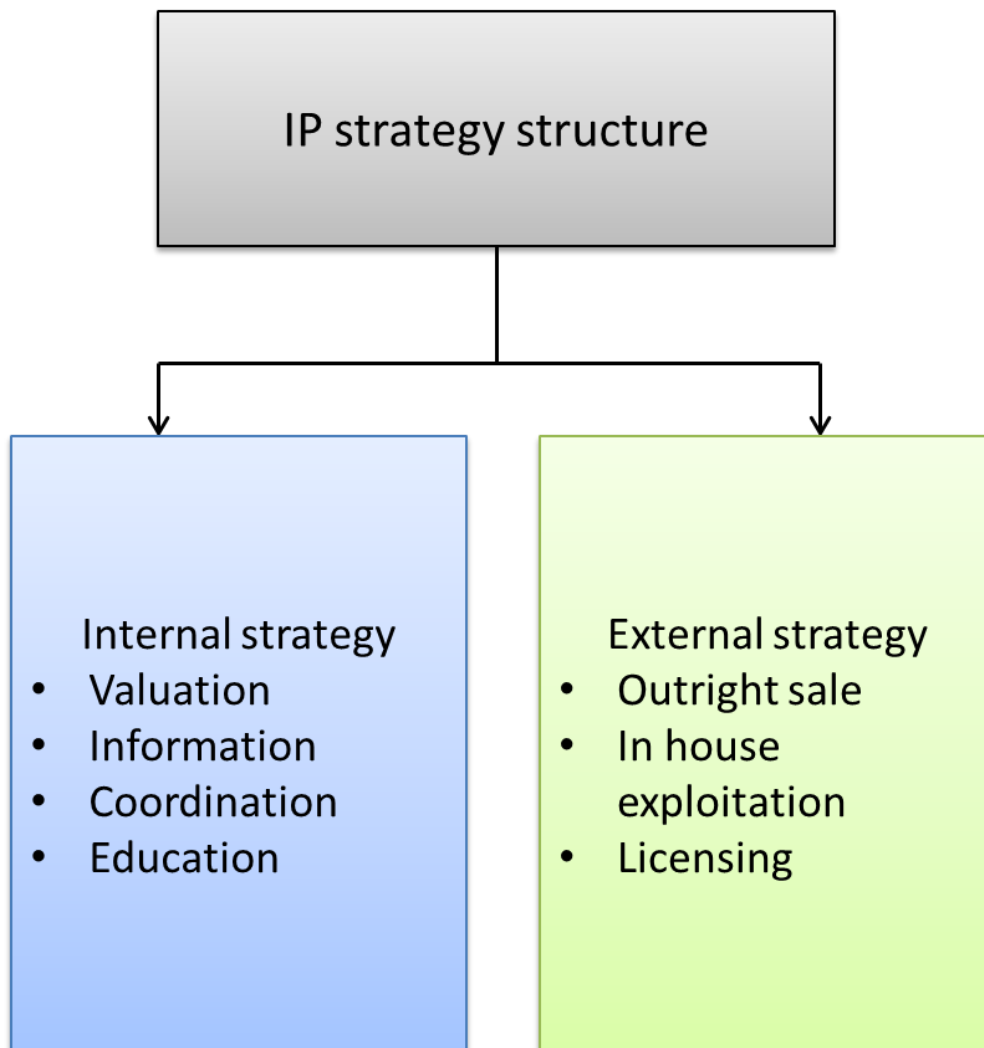 IP strategy structure
Internal strategy
• Valuation
• Information
• Coordination
• Education
External strategy
• Outright sale
• In house
exploitation
• Licensing